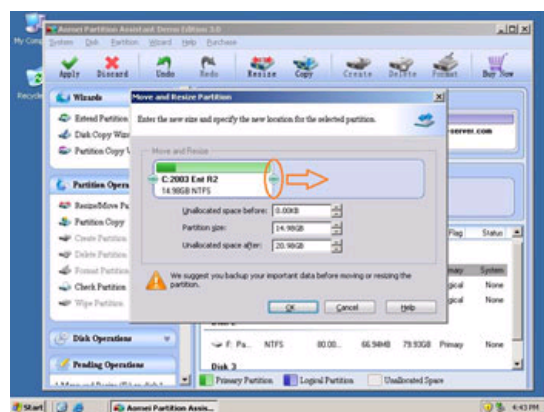 My Comp
Aomei Partition Assistant Demo Edition 3.0
System Disk Partition Wizard Help Purchase
Apply Discard Undo Redo Resize Copy Create Delete Format Buy Now
Recycle
Wizards
Extend Partition
Disk Copy Wiz
Partition Copy
Move and Resize Partition
Enter the new size and specify the new location for the selected partition.
-server.com
Move and Resize
C:2003 Ent R2
14.98GB NTFS
Unallocated space before: 0.00KB
Partition size: 14.98GB
Unallocated space after: 20.98GB
We suggest you backup your important data before moving or resizing the
partition.
OK Cancel Help
Partition Opera
Resize/Move Pa
Partition Copy
Create Partition
Delete Partition
Format Partition
Check Partition
Wipe Partition
Flag Status
mary System
gical None
gical None
Disk Operations
F: Pa... NTFS 80.00... 66.94MB 79.93GB Primary None
Pending Operations
Disk 3
Primary Partition Logical Partition Unallocated Space
Start Aomei Partition Assis... 4:43 PM